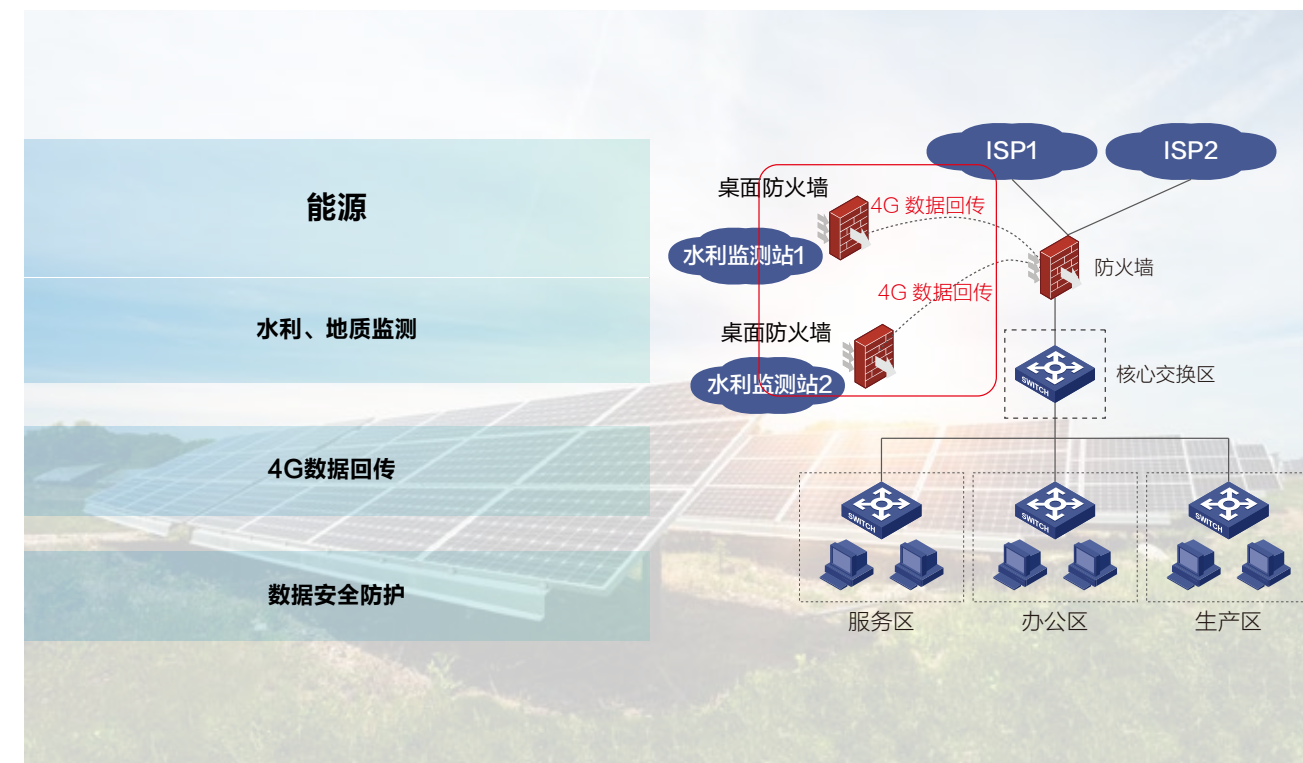 能源
水利、地质监测
4G数据回传
数据安全防护
ISP1
ISP2
桌面防火墙
4G 数据回传
水利监测站1
防火墙
4G 数据回传
桌面防火墙
水利监测站2
SWITCH
核心交换区
SWITCH
SWITCH
SWITCH
服务区
办公区
生产区